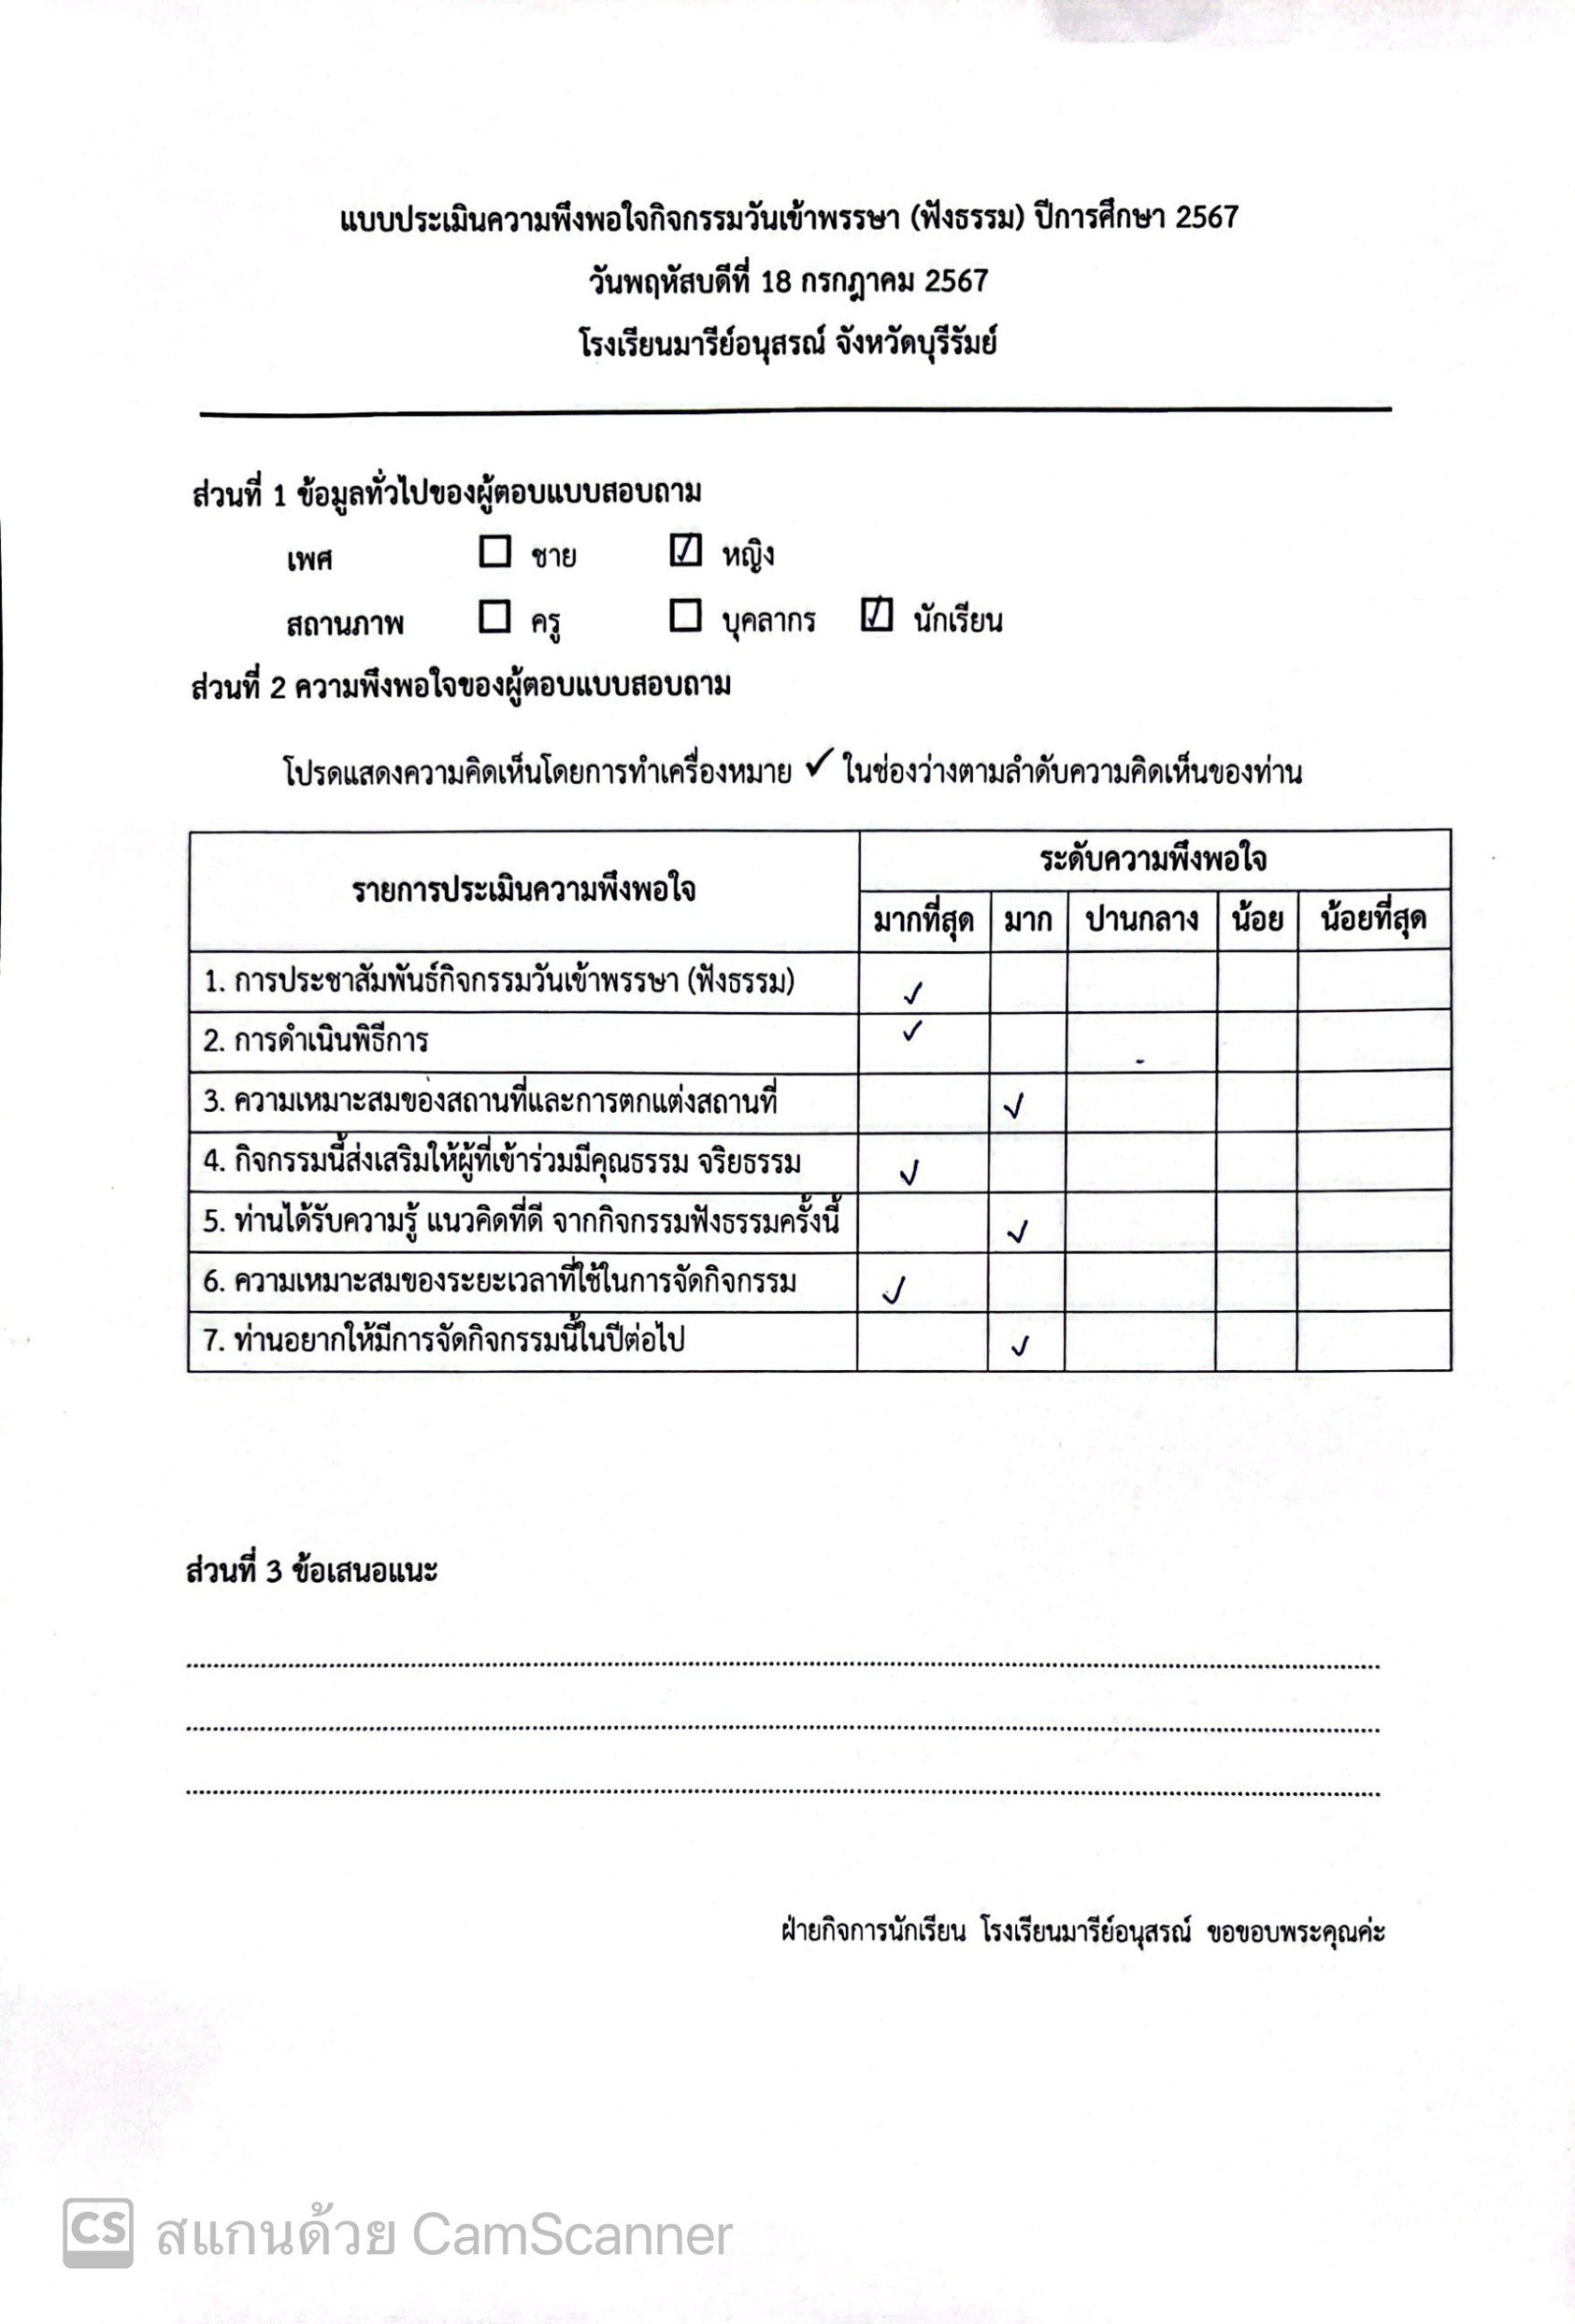 แบบประเมินความพึงพอใจกิจกรรมวันเข้าพรรษา (ฟังธรรม) ปีการศึกษา 2567
วันพฤหัสบดีที่ 18 กรกฎาคม 2567
โรงเรียนมารีย์อนุสรณ์ จังหวัดบุรีรัมย์
ส่วนที่ 1 ข้อมูลทั่วไปของผู้ตอบแบบสอบถาม
เพศ ☐ ชาย ☑ หญิง
สถานภาพ ☐ ครู ☐ บุคลากร ☑ นักเรียน
ส่วนที่ 2 ความพึงพอใจของผู้ตอบแบบสอบถาม
โปรดแสดงความคิดเห็นโดยการทำเครื่องหมาย ✓ ในช่องว่างตามลำดับความคิดเห็นของท่าน
รายการประเมินความพึงพอใจ ระดับความพึงพอใจ
มากที่สุด มาก ปานกลาง น้อย น้อยที่สุด
1. การประชาสัมพันธ์กิจกรรมวันเข้าพรรษา (ฟังธรรม) ✓
2. การดำเนินพิธีการ ✓
3. ความเหมาะสมของสถานที่และการตกแต่งสถานที่ ✓
4. กิจกรรมนี้ส่งเสริมให้ผู้ที่เข้าร่วมมีคุณธรรม จริยธรรม ✓
5. ท่านได้รับความรู้ แนวคิดที่ดี จากกิจกรรมฟังธรรมครั้งนี้ ✓
6. ความเหมาะสมของระยะเวลาที่ใช้ในการจัดกิจกรรม ✓
7. ท่านอยากให้มีการจัดกิจกรรมนี้ในปีต่อไป ✓
ส่วนที่ 3 ข้อเสนอแนะ
ฝ่ายกิจการนักเรียน โรงเรียนมารีย์อนุสรณ์ ขอขอบพระคุณค่ะ
CS สแกนด้วย CamScanner